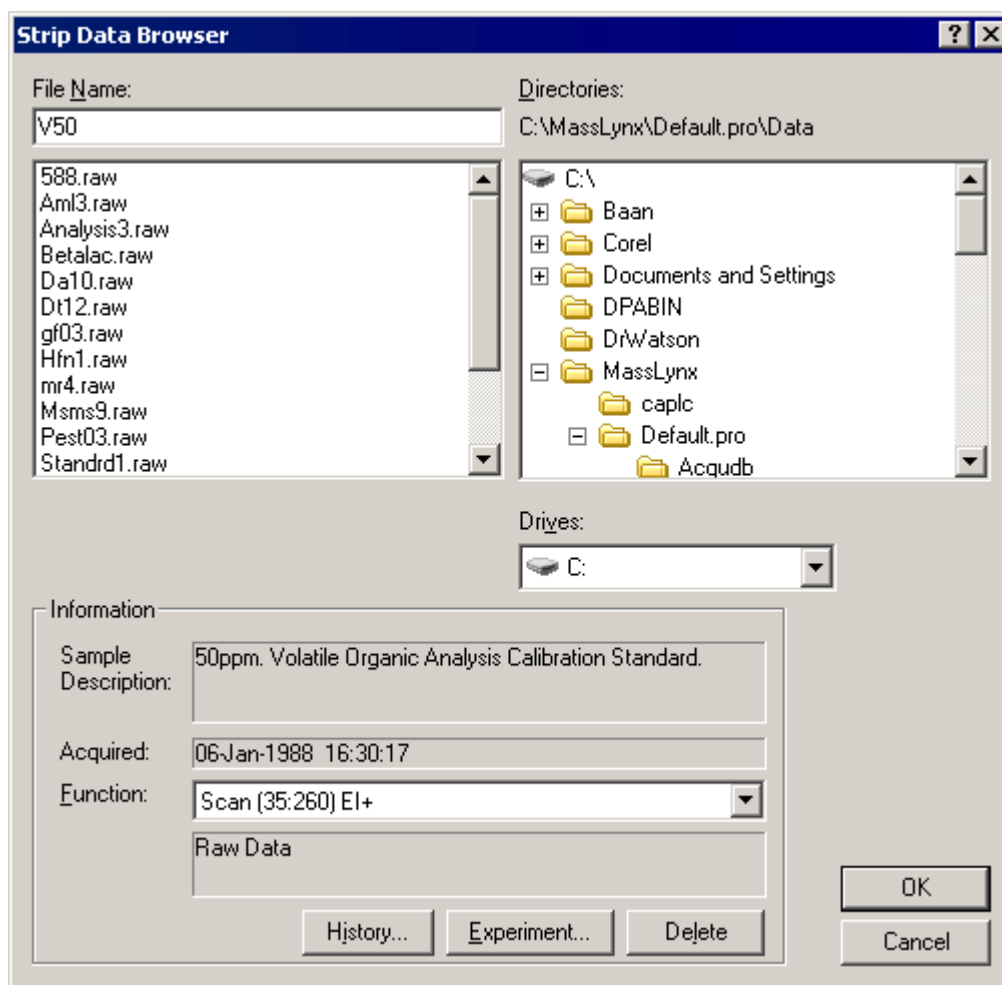 Strip Data Browser
File Name:
V50
588.raw
Aml3.raw
Analysis3.raw
Betalac.raw
Da10.raw
Dt12.raw
gf03.raw
Hfn1.raw
mr4.raw
Msms9.raw
Pest03.raw
Standrd1.raw
Directories:
C:\MassLynx\Default.pro\Data
C:\
Baan
Corel
Documents and Settings
DPABIN
DrWatson
MassLynx
caplc
Default.pro
Acqudb
Drives:
C:
Information
Sample
Description:
50ppm. Volatile Organic Analysis Calibration Standard.
Acquired:
06-Jan-1988 16:30:17
Function:
Scan (35:260) EI+
Raw Data
History...
Experiment...
Delete
OK
Cancel